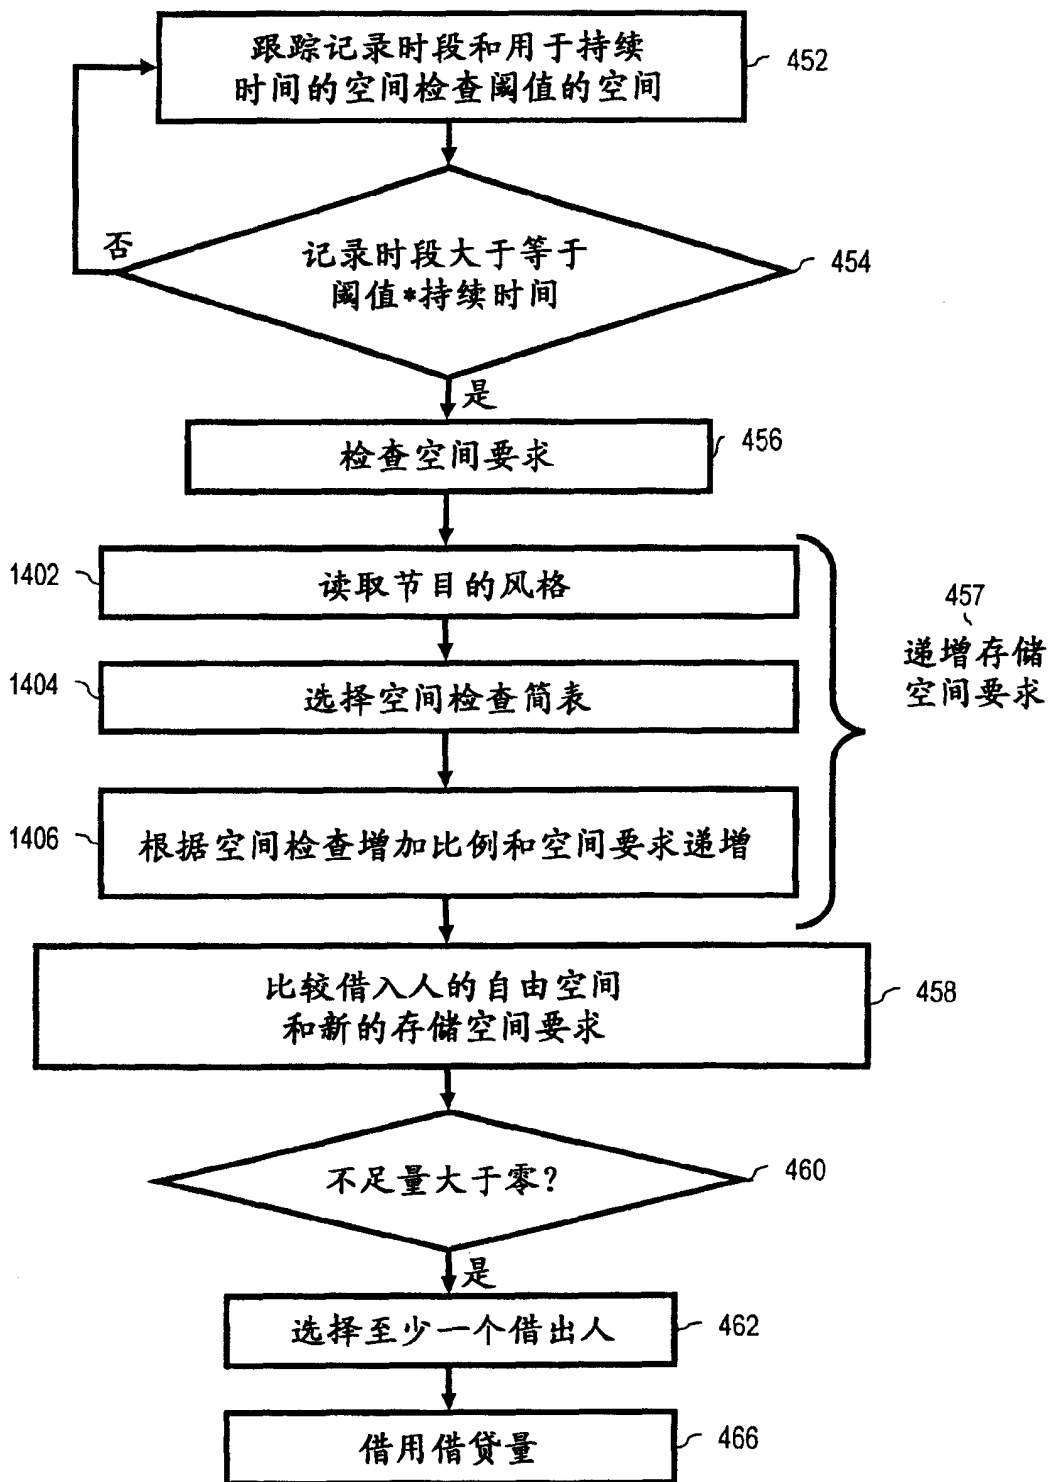 跟踪记录时段和用于持续
时间的空间检查阈值的空间
452
否
记录时段大于等于
阈值*持续时间
454
是
检查空间要求
456
1402
读取节目的风格
457
递增存储
空间要求
1404
选择空间检查简表
1406
根据空间检查增加比例和空间要求递增
比较借入人的自由空间
和新的存储空间要求
458
不足量大于零?
460
是
选择至少一个借出人
462
借用借贷量
466